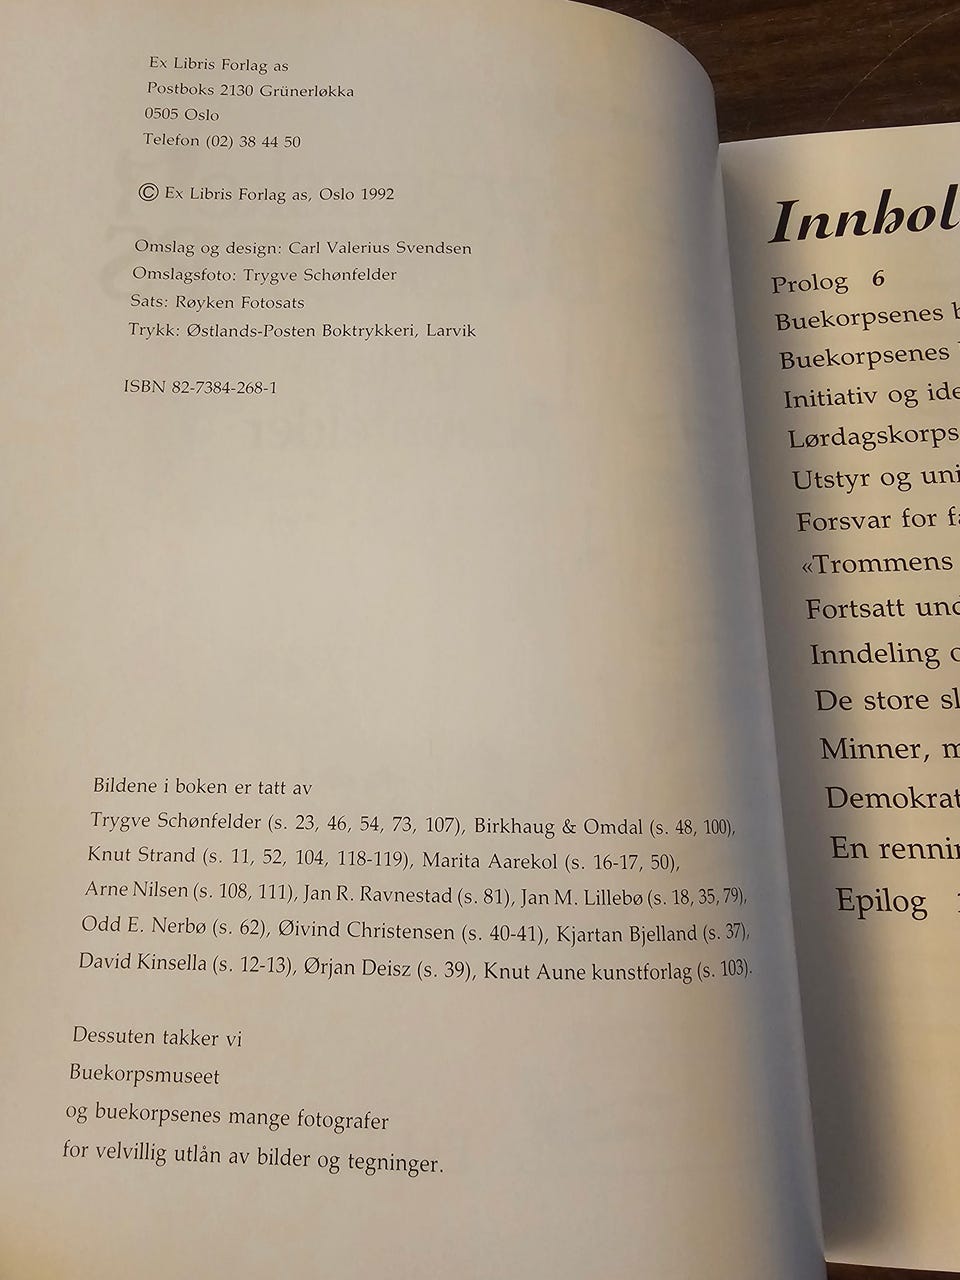 Ex Libris Forlag as
Postboks 2130 Grünerløkka
0505 Oslo
Telefon (02) 38 44 50
© Ex Libris Forlag as, Oslo 1992
Omslag og design: Carl Valerius Svendsen
Omslagsfoto: Trygve Schønfelder
Sats: Røyken Fotosats
Trykk: Østlands-Posten Boktrykkeri, Larvik
ISBN 82-7384-268-1
Bildene i boken er tatt av
Trygve Schønfelder (s. 23, 46, 54, 73, 107), Birkhaug & Omdal (s. 48, 100),
Knut Strand (s. 11, 52, 104, 118-119), Marita Aarekol (s. 16-17, 50),
Arne Nilsen (s. 108, 111), Jan R. Ravnestad (s. 81), Jan M. Lillebø (s. 18, 35, 79),
Odd E. Nerbø (s. 62), Øivind Christensen (s. 40-41), Kjartan Bjelland (s. 37),
David Kinsella (s. 12-13), Ørjan Deisz (s. 39), Knut Aune kunstforlag (s. 103).
Dessuten takker vi
Buekorpsmuseet
og buekorpsenes mange fotografer
for velvillig utlån av bilder og tegninger.
Innhol
Prolog 6
Buekorpsenes b
Buekorpsenes
Initiativ og ide
Lørdagskorps
Utstyr og uni
Forsvar for fa
«Trommens
Fortsatt und
Inndeling o
De store sl
Minner, m
Demokrat
En rennin
Epilog